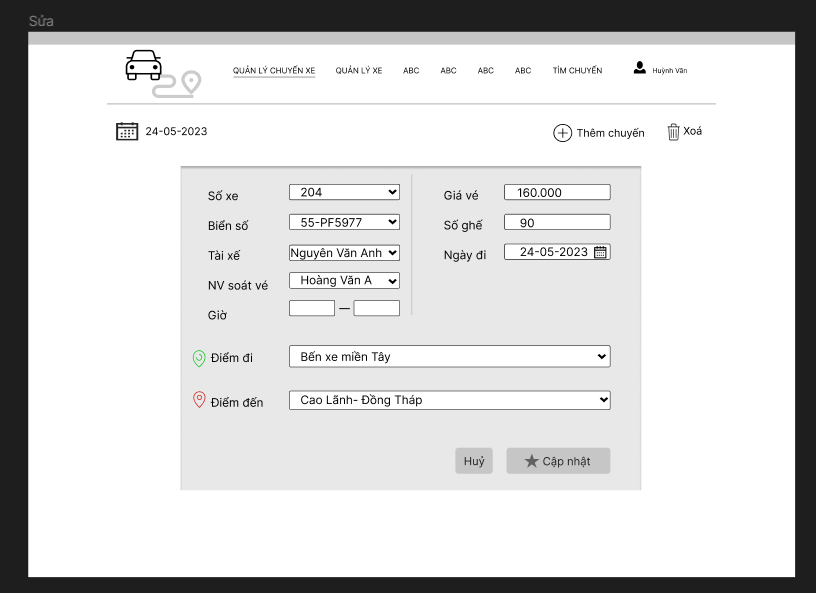 Sửa
QUẢN LÝ CHUYẾN XE QUẢN LÝ XE ABC ABC ABC ABC TÌM CHUYẾN Huỳnh Văn
24-05-2023 Thêm chuyến Xoá
Số xe 204 Giá vé 160.000
Biển số 55-PF5977 Số ghế 90
Tài xế Nguyên Văn Anh Ngày đi 24-05-2023
NV soát vé Hoàng Văn A
Giờ —
Điểm đi Bến xe miền Tây
Điểm đến Cao Lãnh- Đồng Tháp
Huỷ Cập nhật